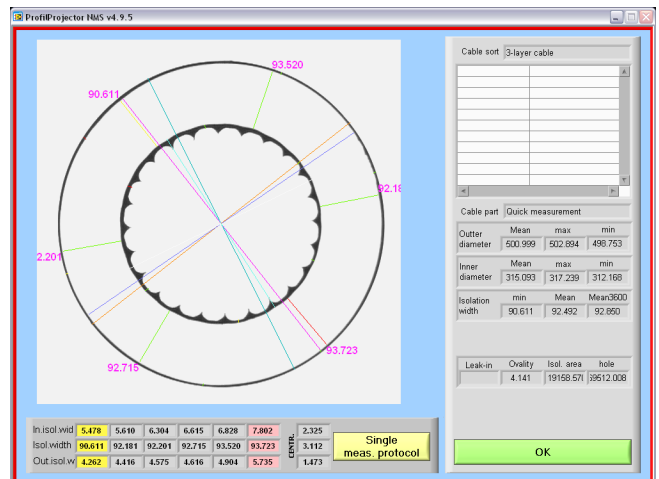 ProfilProjector NMS v4.9.5
Cable sort 3-layer cable
93.520
90.611
92.18
2.201
92.715
93.723
Cable part Quick measurement
Outter diameter Mean max min
500.999 502.894 498.753
Inner diameter Mean max min
315.093 317.239 312.168
Isolation width min Mean Mean3600
90.611 92.492 92.850
Leak-in Ovality Isol. area hole
4.141 19158.57( 9512.008
In.isol.wid 5.478 5.610 6.304 6.615 6.828 7.802 2.325
Isol.width 90.611 92.181 92.201 92.715 93.520 93.723 CENTR. 3.112
Out.isol.w 4.262 4.416 4.575 4.616 4.904 5.735 1.473
Single meas. protocol
OK